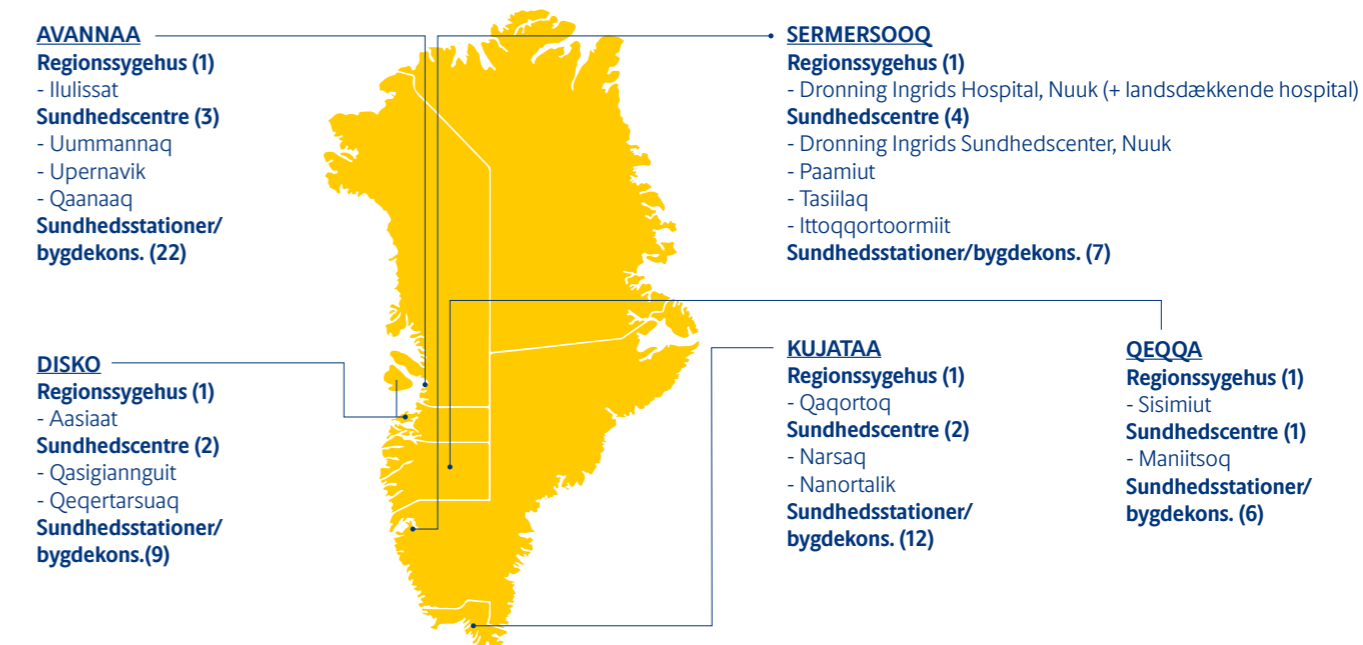 AVANNAA
Regionssygehus (1)
- Ilulissat
Sundhedscentre (3)
- Uummannaq
- Upernavik
- Qaanaaq
Sundhedsstationer/
bygdekons. (22)
SERMERSOOQ
Regionssygehus (1)
- Dronning Ingrids Hospital, Nuuk (+ landsdækkende hospital)
Sundhedscentre (4)
- Dronning Ingrids Sundhedscenter, Nuuk
- Paamiut
- Tasiilaq
- Ittoqqortoormiit
Sundhedsstationer/bygdekons. (7)
DISKO
Regionssygehus (1)
- Aasiaat
Sundhedscentre (2)
- Qasigiannguit
- Qeqertarsuaq
Sundhedsstationer/
bygdekons.(9)
KUJATAA
Regionssygehus (1)
- Qaqortoq
Sundhedscentre (2)
- Narsaq
- Nanortalik
Sundhedsstationer/
bygdekons. (12)
QEQQA
Regionssygehus (1)
- Sisimiut
Sundhedscentre (1)
- Maniitsoq
Sundhedsstationer/
bygdekons. (6)